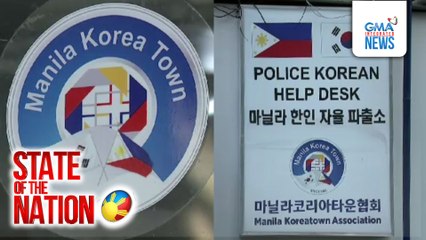 Manila Korea Town
STATE
OF THE
NATION
GMA
INTEGRATED
NEWS
POLICE KOREAN
HELP DESK
마닐라 한인 자율 파출소
Manila Korea Town
마닐라코리아타운협회
Manila Koreatown Association